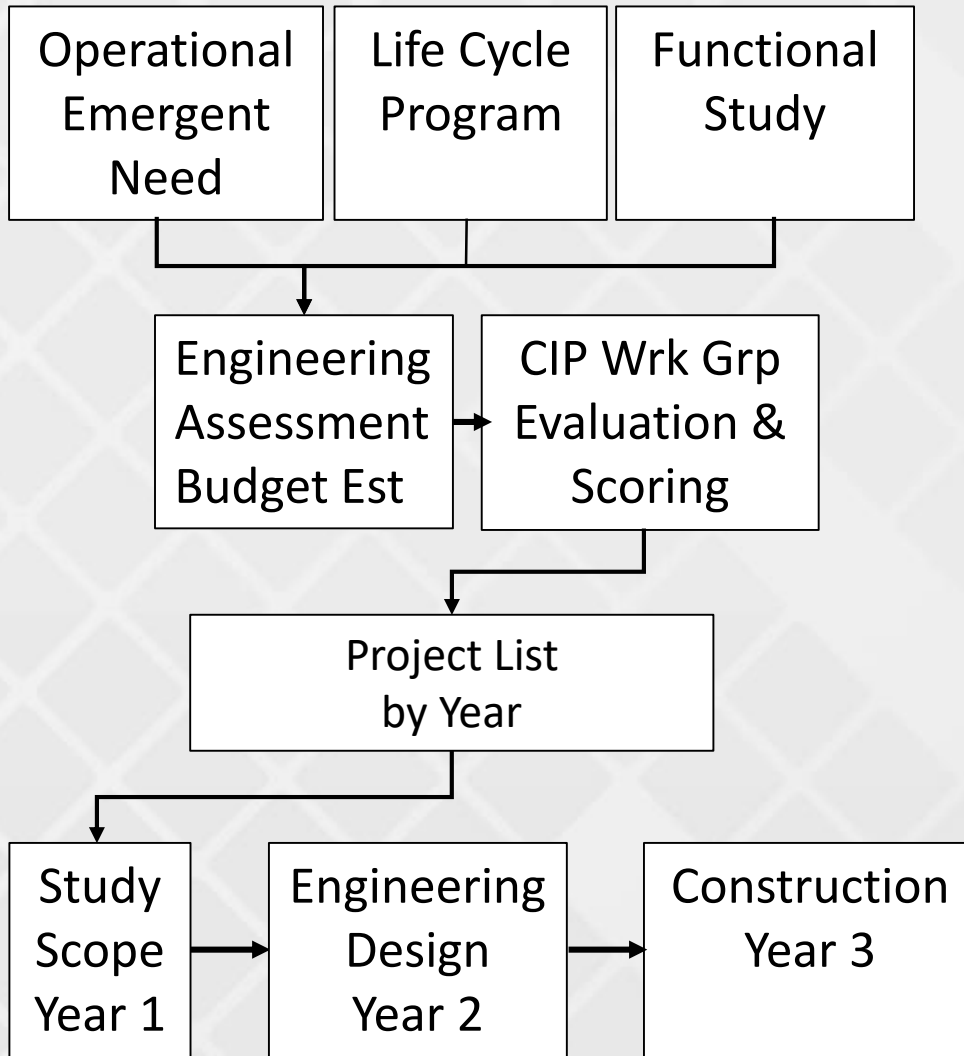 Operational
Emergent
Need
Life Cycle
Program
Functional
Study
Engineering
Assessment
Budget Est
CIP Wrk Grp
Evaluation &
Scoring
Project List
by Year
Study
Scope
Year 1
Engineering
Design
Year 2
Construction
Year 3